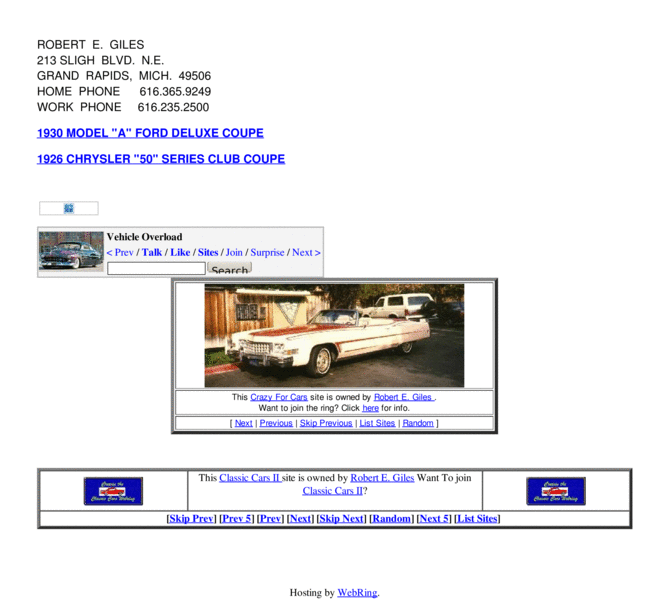 ROBERT E. GILES
213 SLIGH BLVD. N.E.
GRAND RAPIDS, MICH. 49506
HOME PHONE 616.365.9249
WORK PHONE 616.235.2500
1930 MODEL "A" FORD DELUXE COUPE
1926 CHRYSLER "50" SERIES CLUB COUPE
Vehicle Overload
< Prev / Talk / Like / Sites / Join / Surprise / Next >
Search
This Crazy For Cars site is owned by Robert E. Giles .
Want to join the ring? Click here for info.
[ Next | Previous | Skip Previous | List Sites | Random ]
This Classic Cars II site is owned by Robert E. Giles Want To join
Classic Cars II?
[Skip Prev] [Prev 5] [Prev] [Next] [Skip Next] [Random] [Next 5] [List Sites]
Hosting by WebRing.